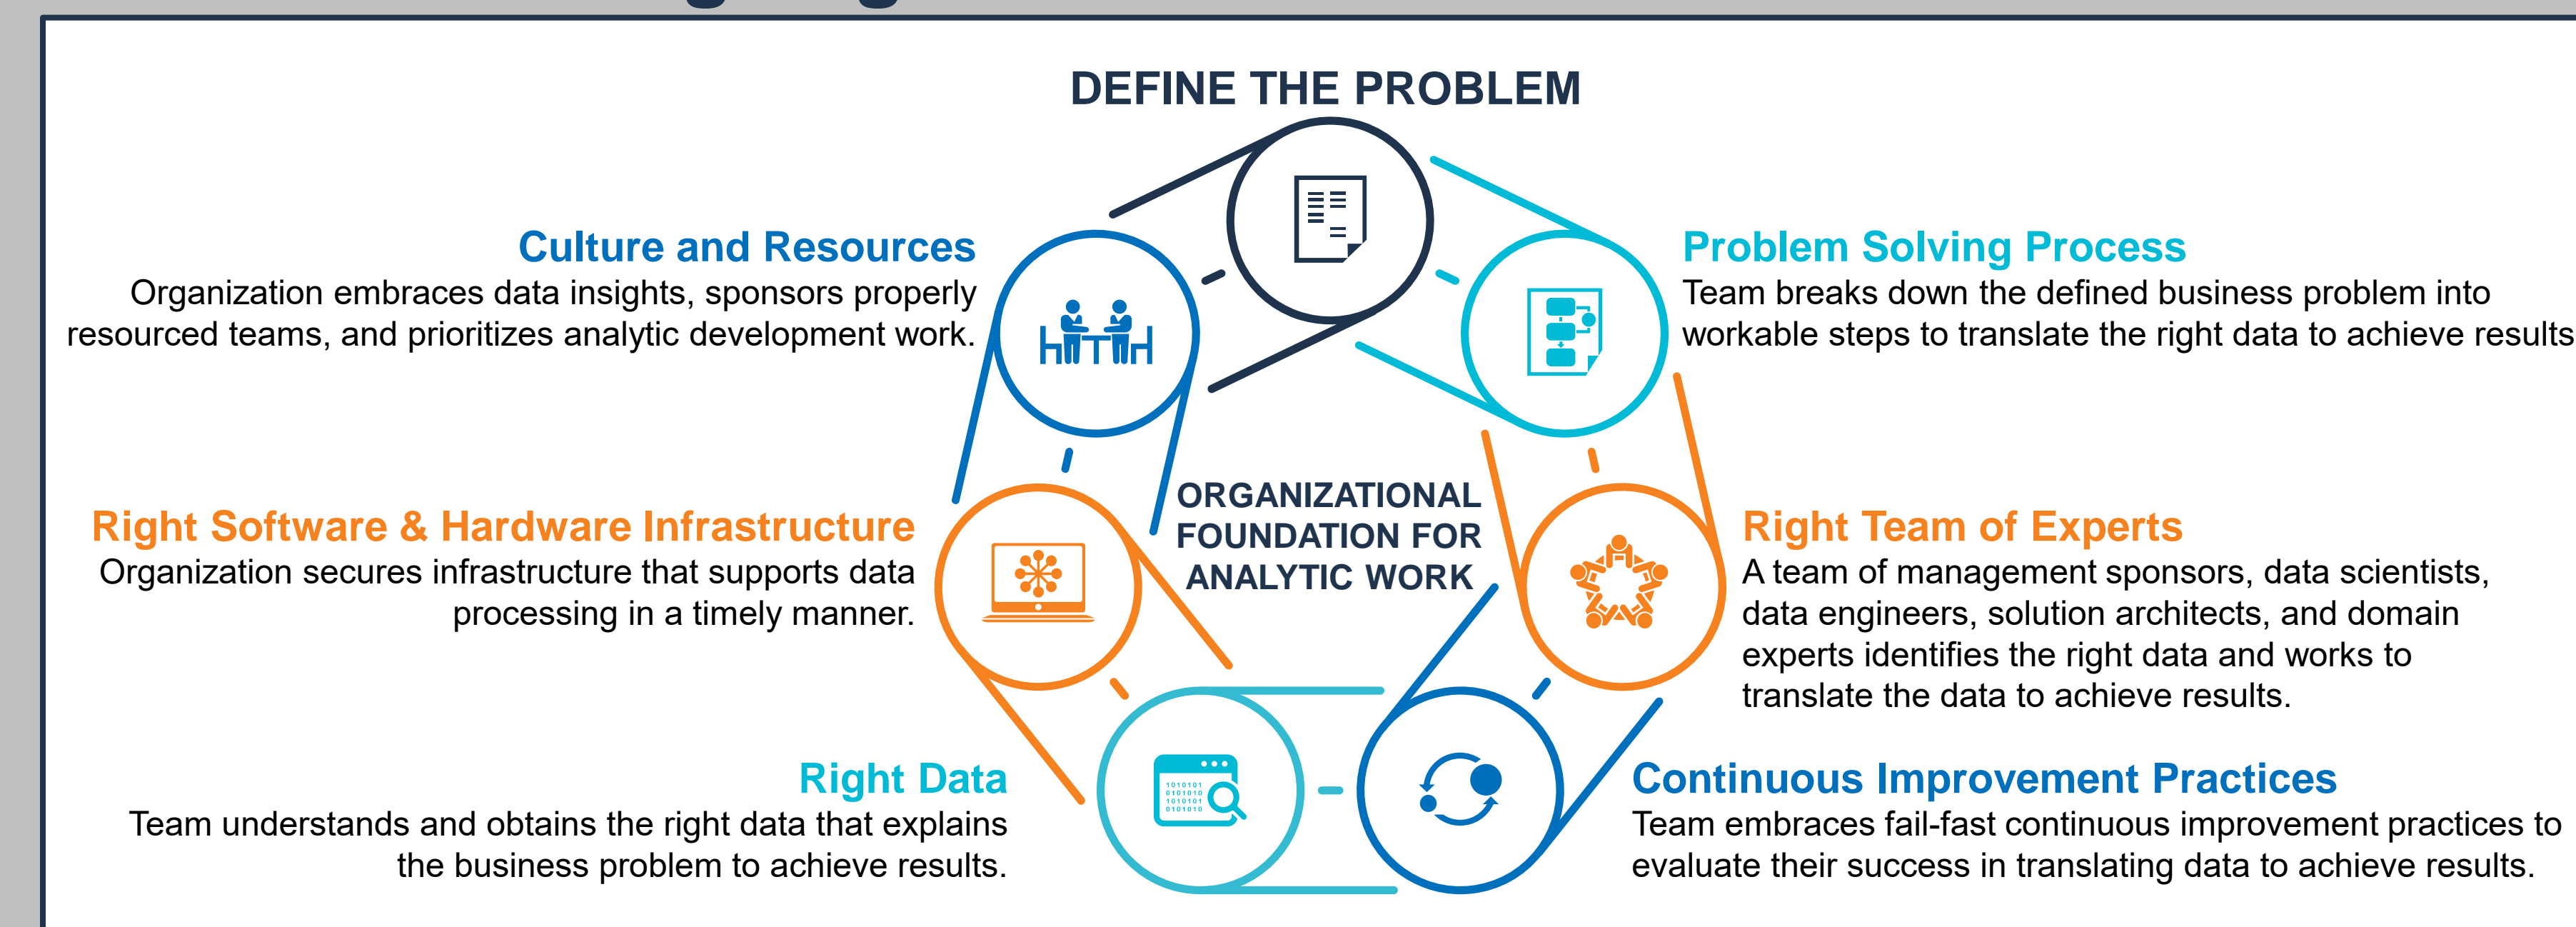 DEFINE THE PROBLEM
Culture and Resources
Organization embraces data insights, sponsors properly
resourced teams, and prioritizes analytic development work.
Problem Solving Process
Team breaks down the defined business problem into
workable steps to translate the right data to achieve results
ORGANIZATIONAL
FOUNDATION FOR
ANALYTIC WORK
Right Software & Hardware Infrastructure
Organization secures infrastructure that supports data
processing in a timely manner.
Right Team of Experts
A team of management sponsors, data scientists,
data engineers, solution architects, and domain
experts identifies the right data and works to
translate the data to achieve results.
Right Data
Team understands and obtains the right data that explains
the business problem to achieve results.
1010101
0101010
1010101
0101010
Continuous Improvement Practices
Team embraces fail-fast continuous improvement practices to
evaluate their success in translating data to achieve results.